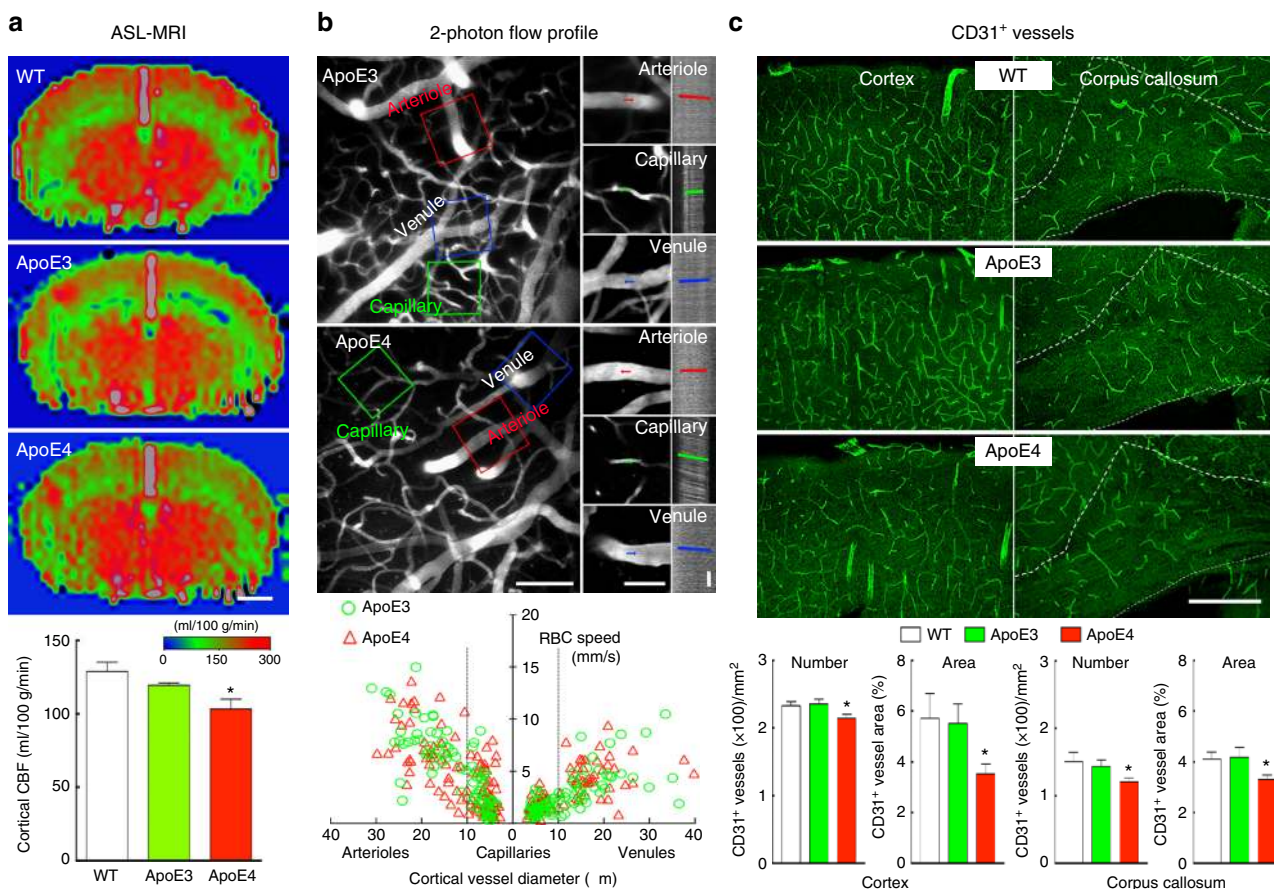 a
ASL-MRI
WT
ApoE3
ApoE4
(ml/100 g/min)
0 150 300
Cortical CBF (ml/100 g/min)
150
100
50
0
*
WT ApoE3 ApoE4
b
2-photon flow profile
ApoE3
Arteriole
Venule
Capillary
Arteriole
Capillary
Venule
ApoE4
Venule
Arteriole
Capillary
Arteriole
Capillary
Venule
ApoE3
ApoE4
RBC speed
(mm/s)
20
15
10
5
40 30 20 10 0 10 20 30 40
Arterioles Capillaries Venules
Cortical vessel diameter ( m)
c
CD31+ vessels
Cortex WT Corpus callosum
ApoE3
ApoE4
WT ApoE3 ApoE4
CD31+ vessels (×100)/mm2
3
2
1
0
Number
*
CD31+ vessel area (%)
8
6
4
2
0
Area
*
Cortex
CD31+ vessels (×100)/mm2
3
2
1
0
Number
*
CD31+ vessel area (%)
8
6
4
2
0
Area
*
Corpus callosum